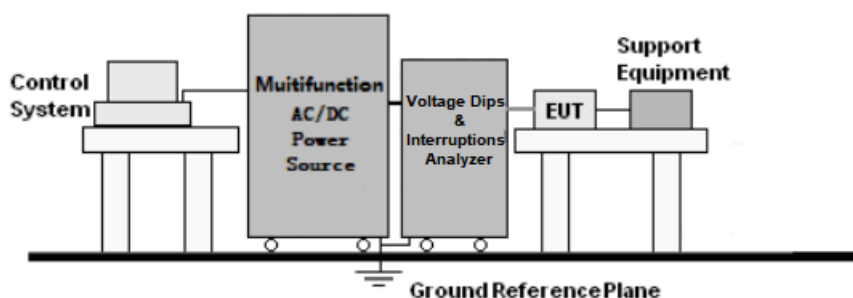 Control
System
Muitifunction
AC/DC
Power
Source
Voltage Dips
&
Interruptions
Analyzer
EUT
Support
Equipment
Ground Reference Plane